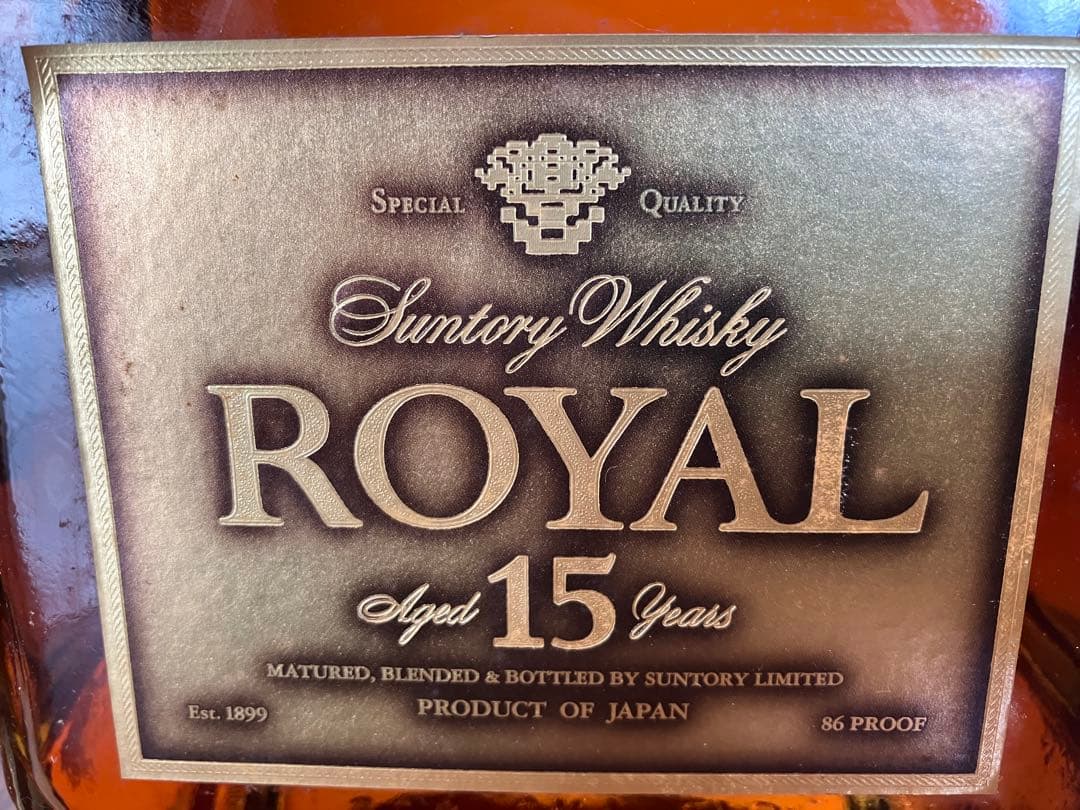 SPECIAL QUALITY
Suntory Whisky
ROYAL
Aged 15 Years
MATURED, BLENDED & BOTTLED BY SUNTORY LIMITED
Est. 1899 PRODUCT OF JAPAN 86 PROOF